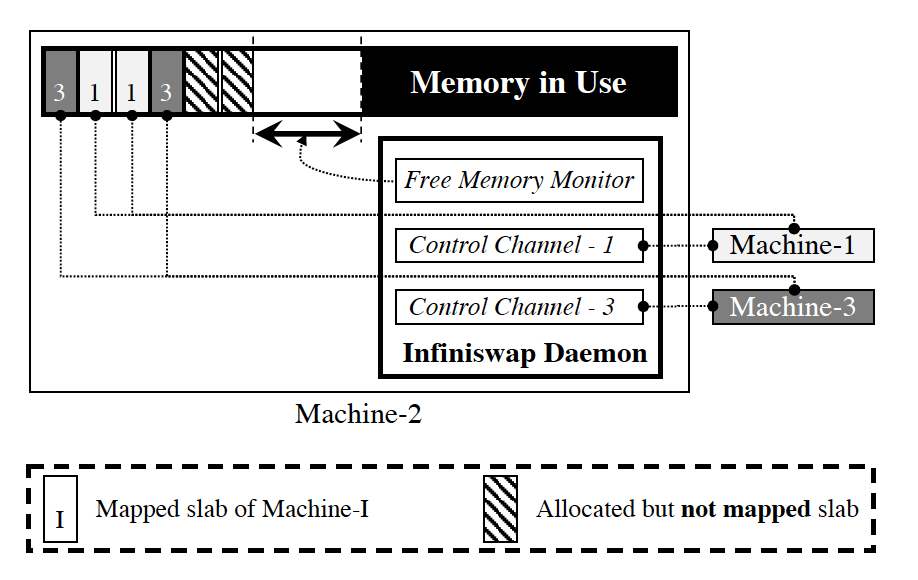 3 1 1 3
Memory in Use
Free Memory Monitor
Control Channel - 1
Machine-1
Control Channel - 3
Machine-3
Infiniswap Daemon
Machine-2
I Mapped slab of Machine-I
Allocated but not mapped slab